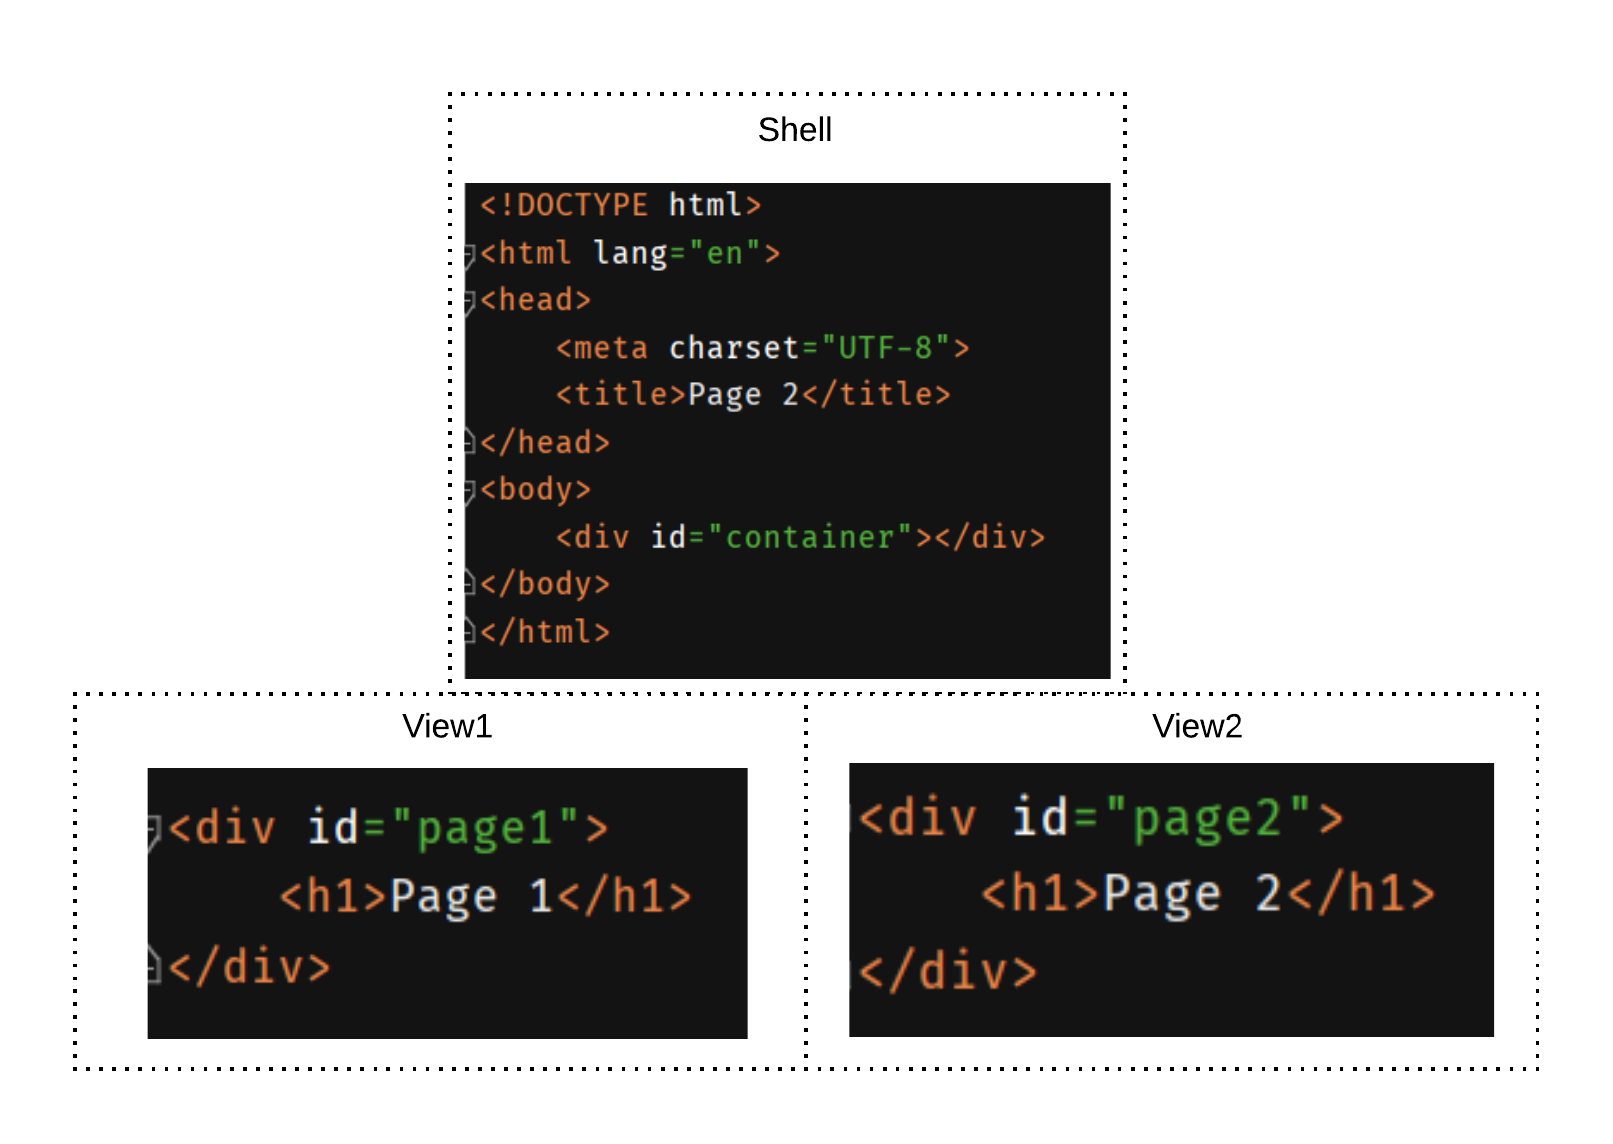 Shell
<!DOCTYPE html>
<html lang="en">
<head>
    <meta charset="UTF-8">
    <title>Page 2</title>
</head>
<body>
    <div id="container"></div>
</body>
</html>
View1
<div id="page1">
    <h1>Page 1</h1>
</div>
View2
<div id="page2">
    <h1>Page 2</h1>
</div>